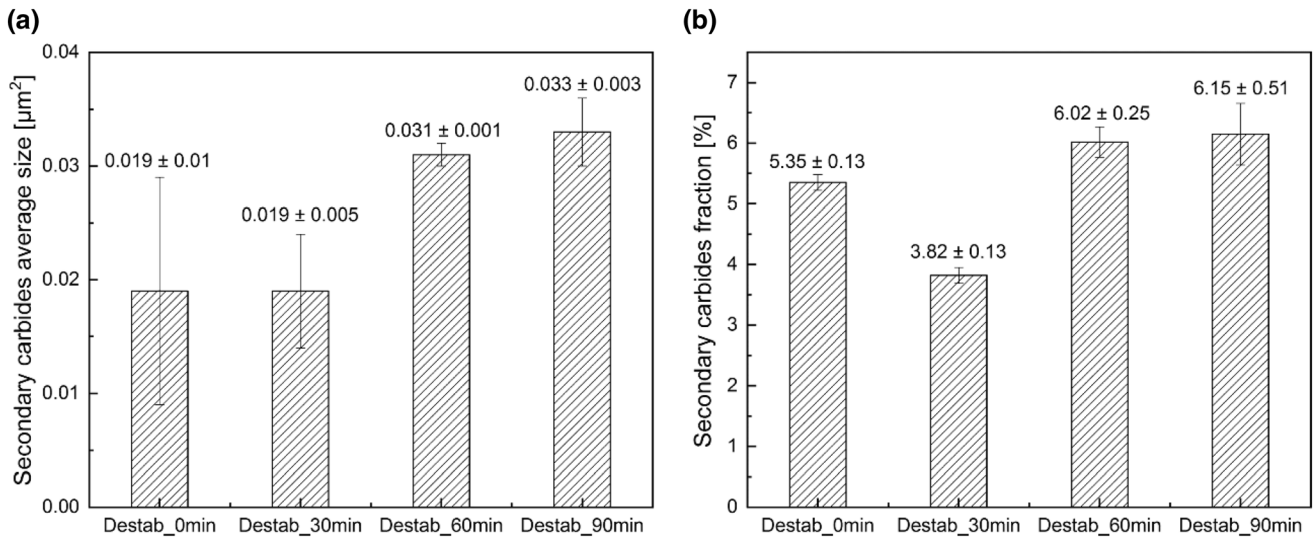 (a)
Secondary carbides average size [µm²]
0.04
0.03
0.02
0.01
0.00
0.019 ± 0.01
0.019 ± 0.005
0.031 ± 0.001
0.033 ± 0.003
Destab_0min
Destab_30min
Destab_60min
Destab_90min
(b)
Secondary carbides fraction [%]
7
6
5
4
3
2
1
0
5.35 ± 0.13
3.82 ± 0.13
6.02 ± 0.25
6.15 ± 0.51
Destab_0min
Destab_30min
Destab_60min
Destab_90min